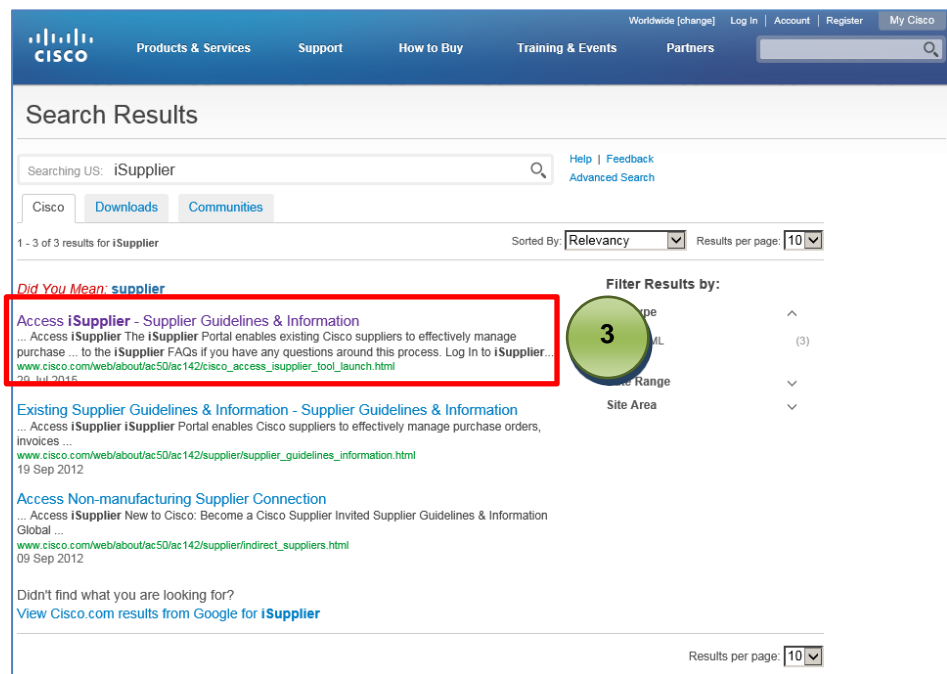 Worldwide [change] Log In | Account | Register My Cisco
CISCO
Products & Services Support How to Buy Training & Events Partners
Search Results
Searching US: iSupplier
Help | Feedback
Advanced Search
Cisco Downloads Communities
1 - 3 of 3 results for iSupplier
Sorted By: Relevancy Results per page: 10
Did You Mean: supplier
Access iSupplier - Supplier Guidelines & Information
... Access iSupplier The iSupplier Portal enables existing Cisco suppliers to effectively manage
purchase ... to the iSupplier FAQs if you have any questions around this process. Log In to iSupplier...
www.cisco.com/web/about/ac50/ac142/cisco_access_isupplier_tool_launch.html
29 Jul 2015
Existing Supplier Guidelines & Information - Supplier Guidelines & Information
... Access iSupplier iSupplier Portal enables Cisco suppliers to effectively manage purchase orders,
invoices ...
www.cisco.com/web/about/ac50/ac142/supplier/supplier_guidelines_information.html
19 Sep 2012
Access Non-manufacturing Supplier Connection
... Access iSupplier New to Cisco: Become a Cisco Supplier Invited Supplier Guidelines & Information
Global ...
www.cisco.com/web/about/ac50/ac142/supplier/indirect_suppliers.html
09 Sep 2012
Didn't find what you are looking for?
View Cisco.com results from Google for iSupplier
Filter Results by:
3
(3)
Range
Site Area
Results per page: 10